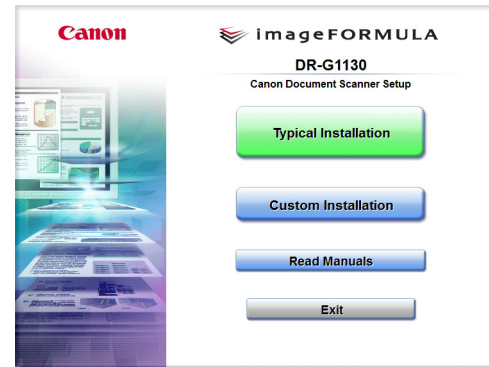 Canon
imageFORMULA
DR-G1130
Canon Document Scanner Setup
Typical Installation
Custom Installation
Read Manuals
Exit